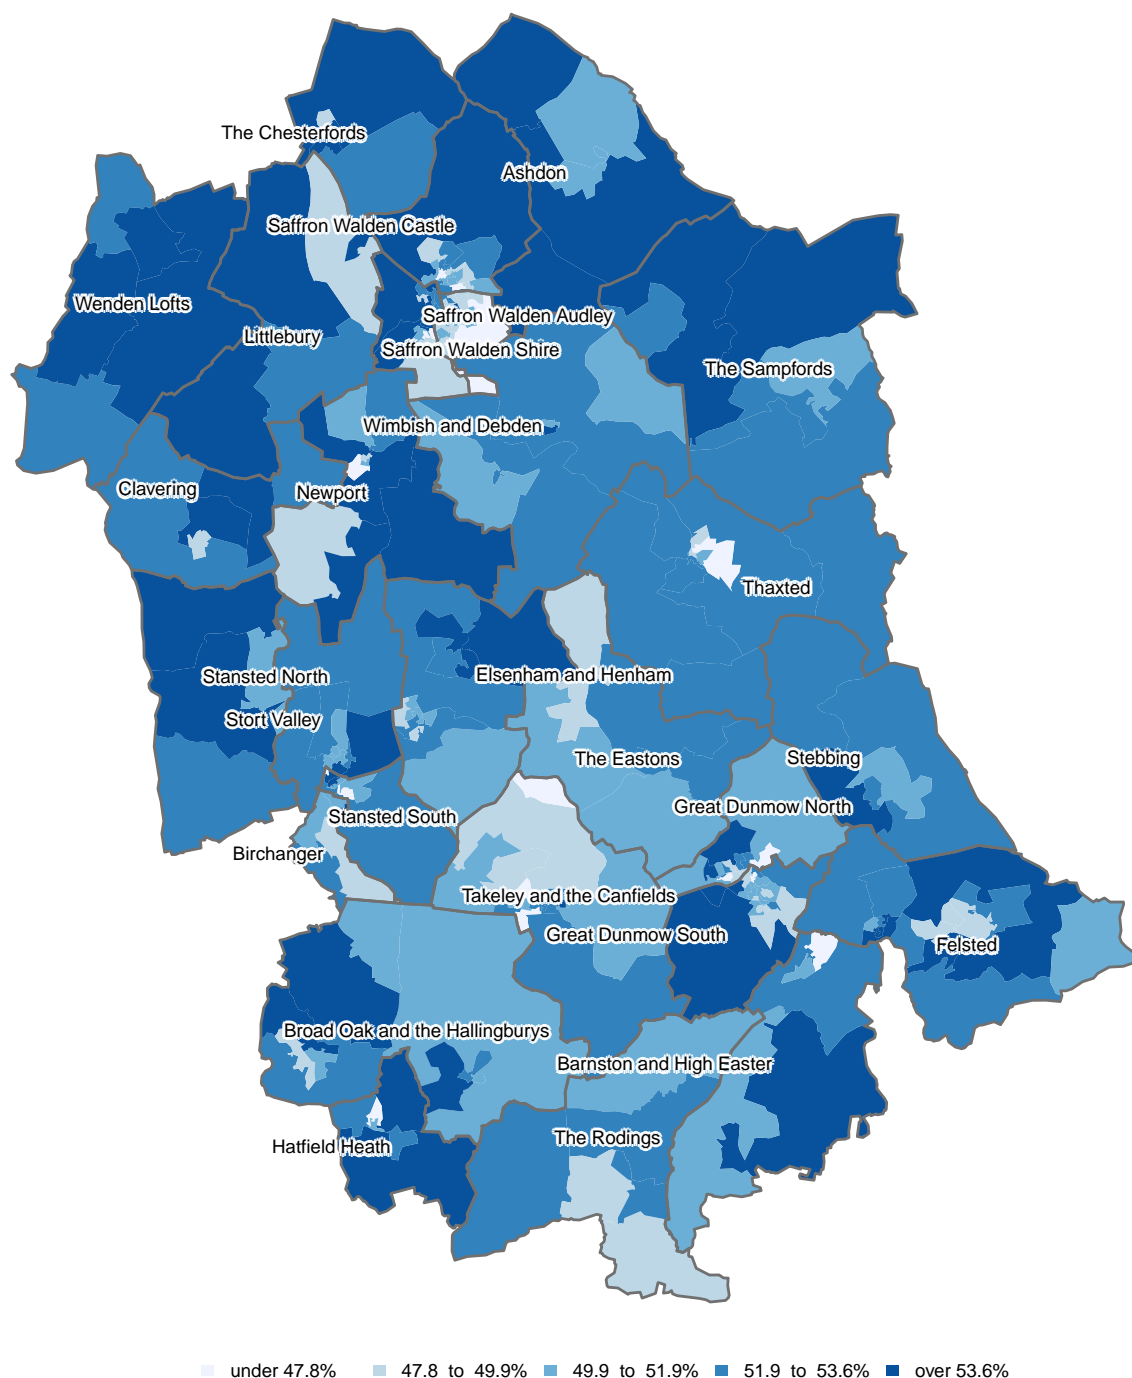 The Chesterfords
Ashdon
Saffron Walden Castle
Wenden Lofts
Saffron Walden Audley
Littlebury
Saffron Walden Shire
The Sampfords
Wimbish and Debden
Clavering
Newport
Thaxted
Stansted North
Elsenham and Henham
Stort Valley
The Eastons
Stebbing
Great Dunmow North
Stansted South
Birchanger
Takeley and the Canfields
Great Dunmow South
Felsted
Broad Oak and the Hallingburys
Barnston and High Easter
The Rodings
Hatfield Heath
under 47.8% 47.8 to 49.9% 49.9 to 51.9% 51.9 to 53.6% over 53.6%